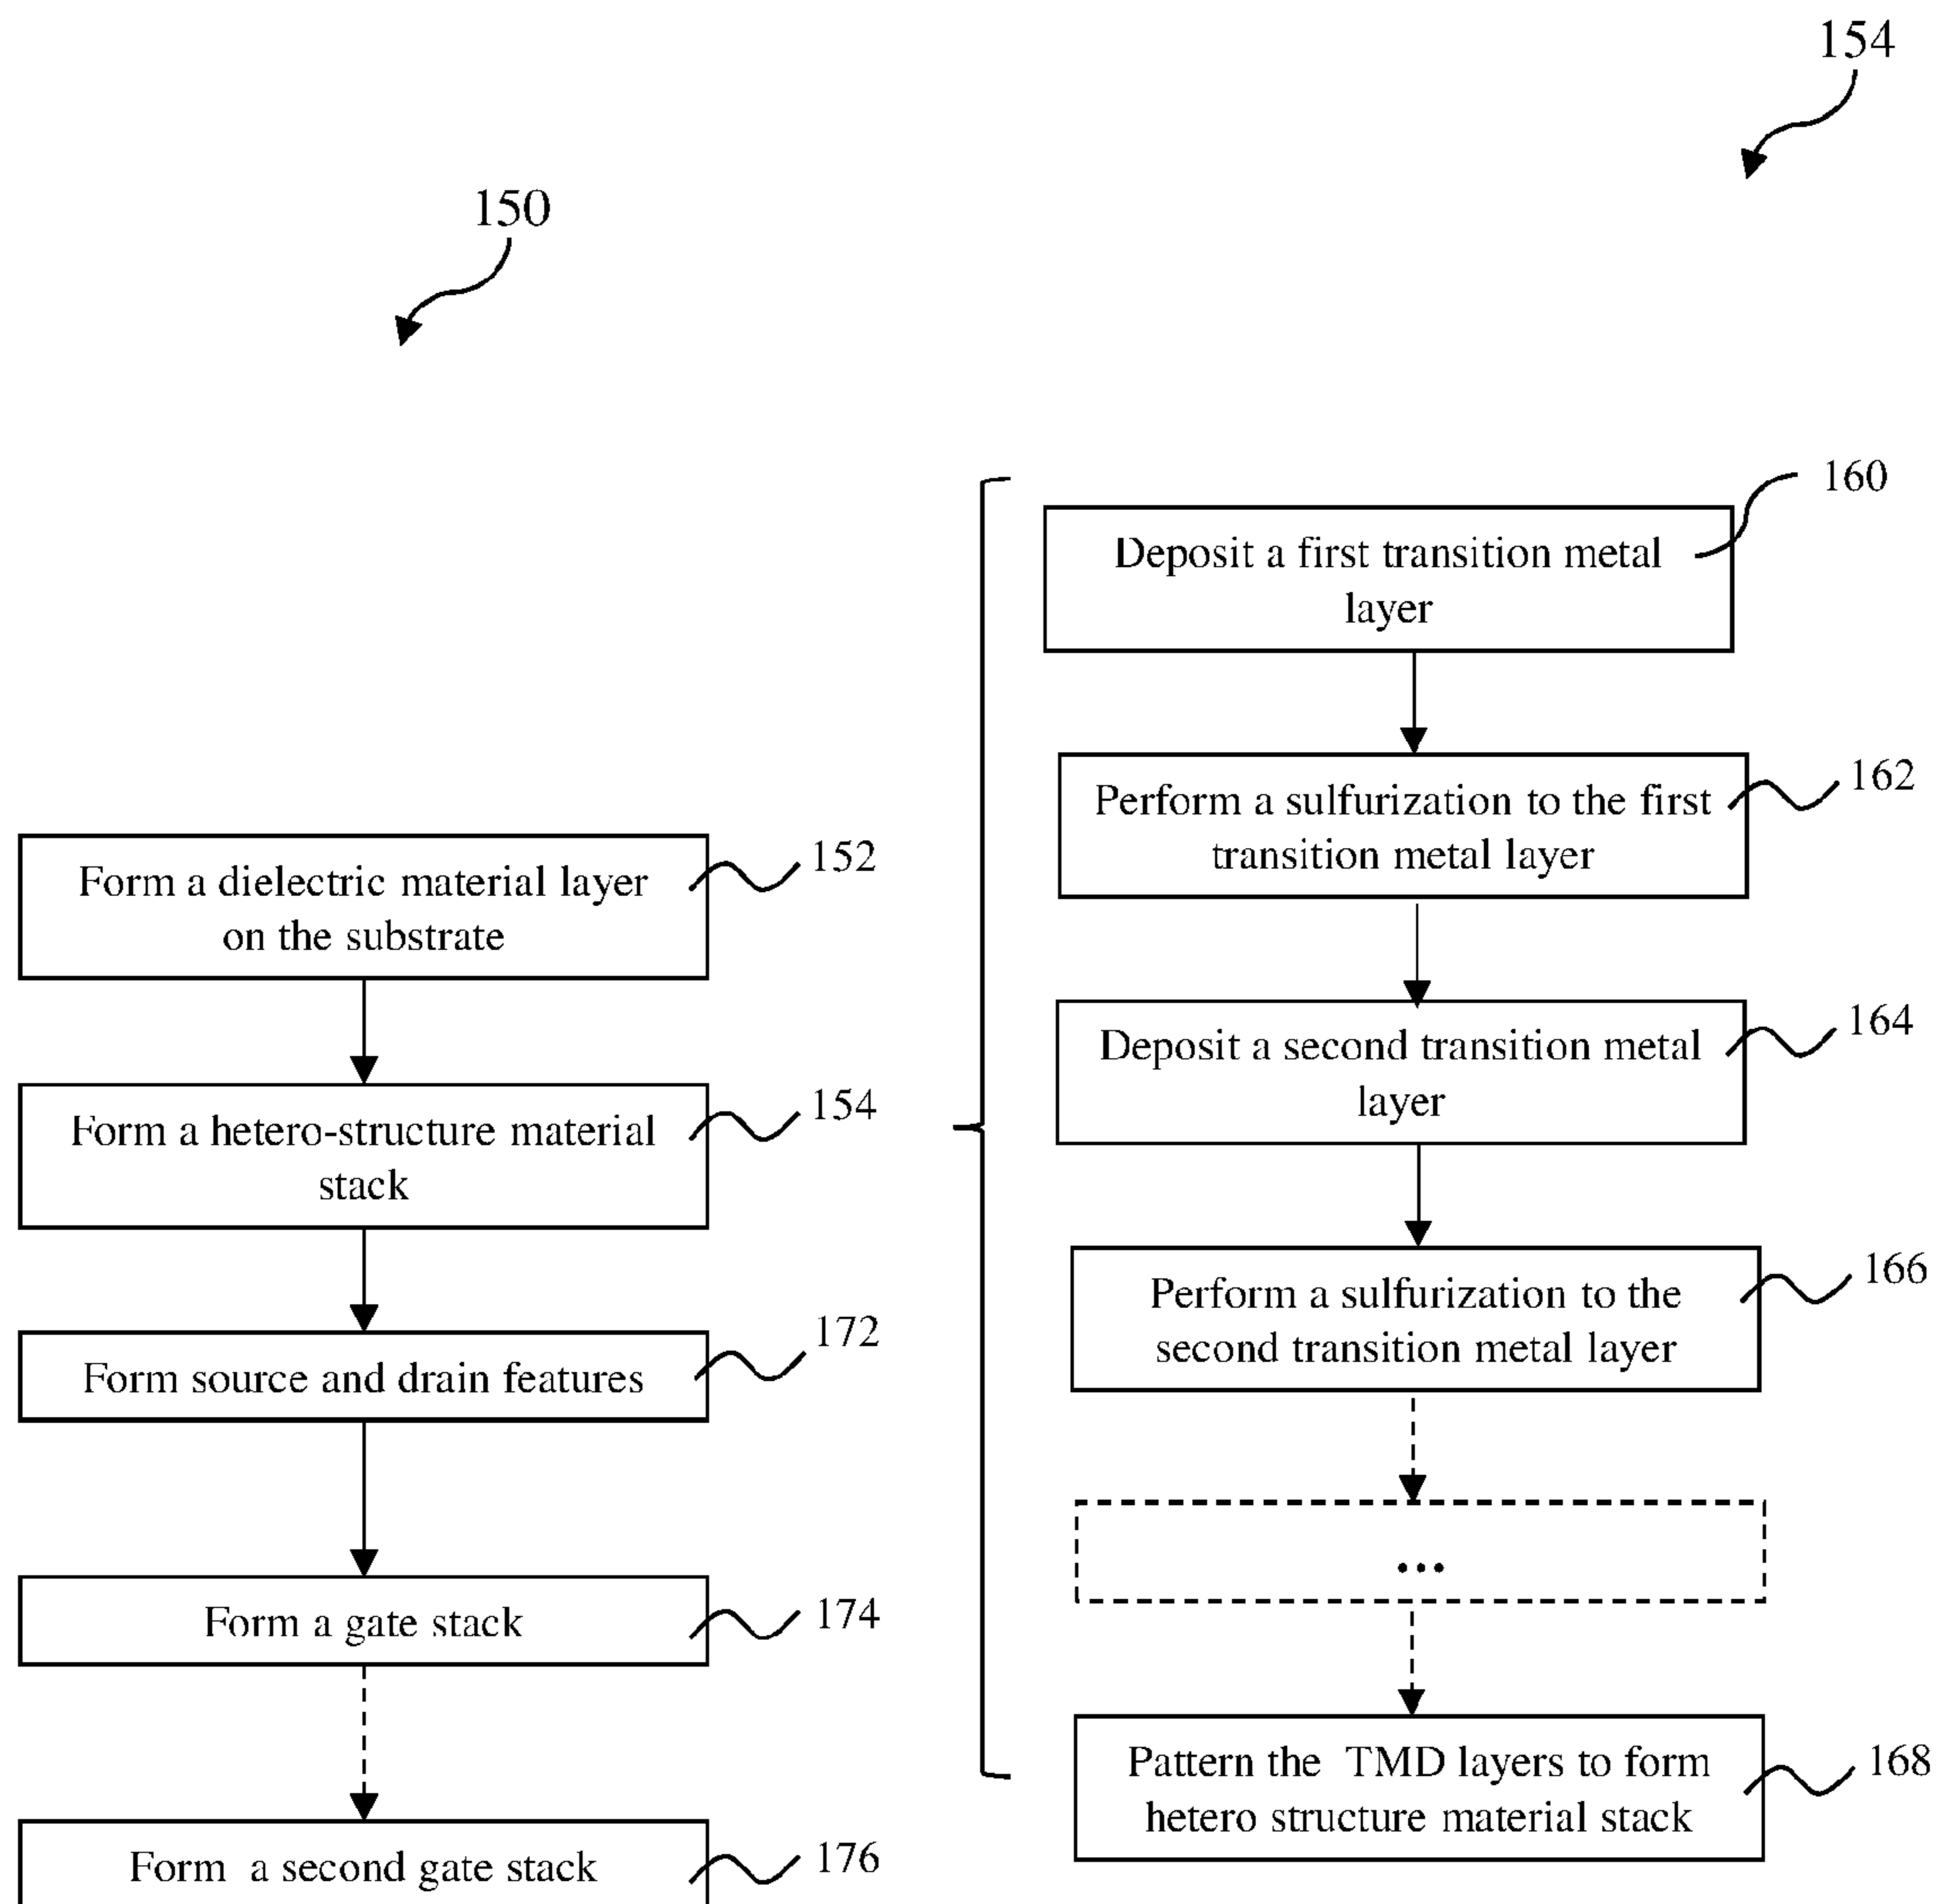 154
150
160
Deposit a first transition metal
layer
162
Perform a sulfurization to the first
transition metal layer
152
Form a dielectric material layer
on the substrate
164
Deposit a second transition metal
layer
154
Form a hetero-structure material
stack
166
Perform a sulfurization to the
second transition metal layer
172
Form source and drain features
...
174
Form a gate stack
168
Pattern the TMD layers to form
hetero structure material stack
176
Form a second gate stack